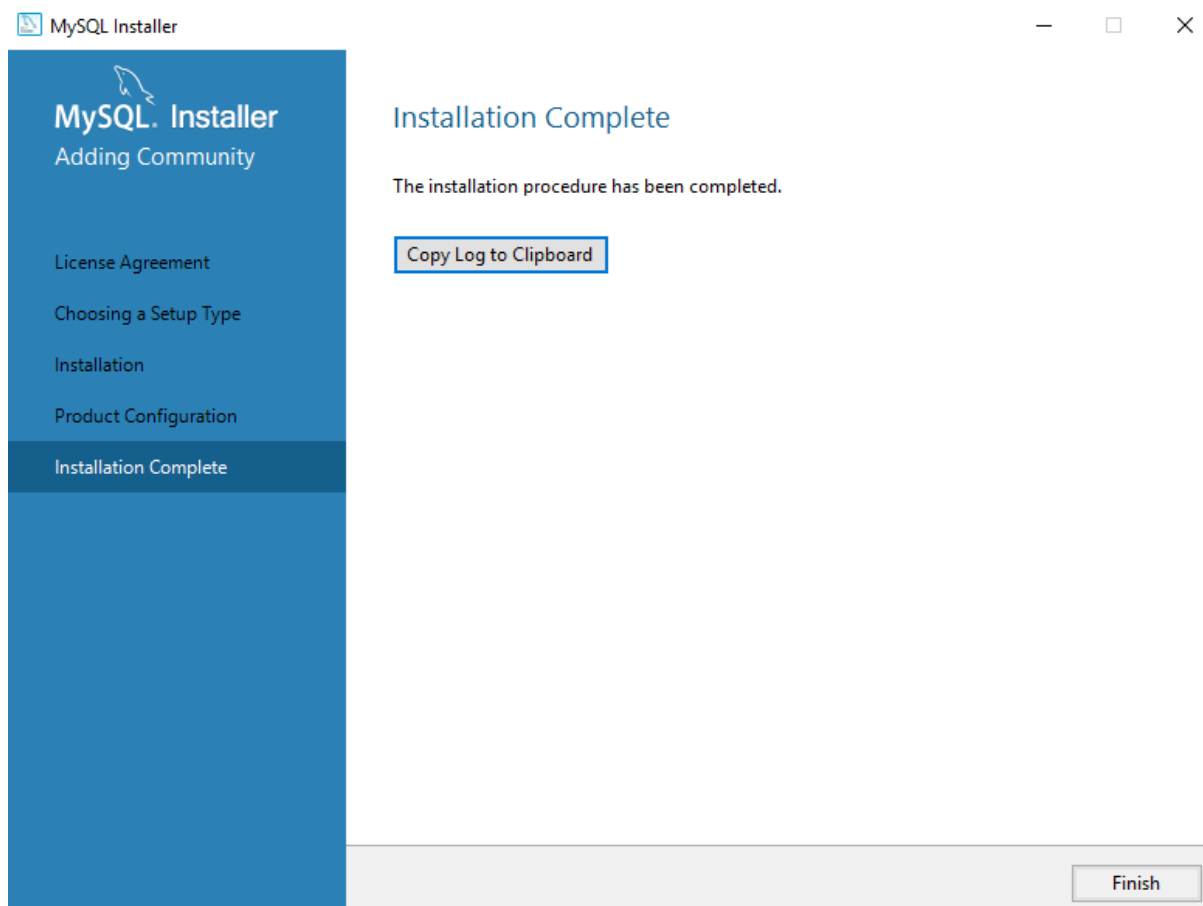 MySQL Installer
MySQL. Installer
Adding Community
License Agreement
Choosing a Setup Type
Installation
Product Configuration
Installation Complete
Installation Complete
The installation procedure has been completed.
Copy Log to Clipboard
Finish